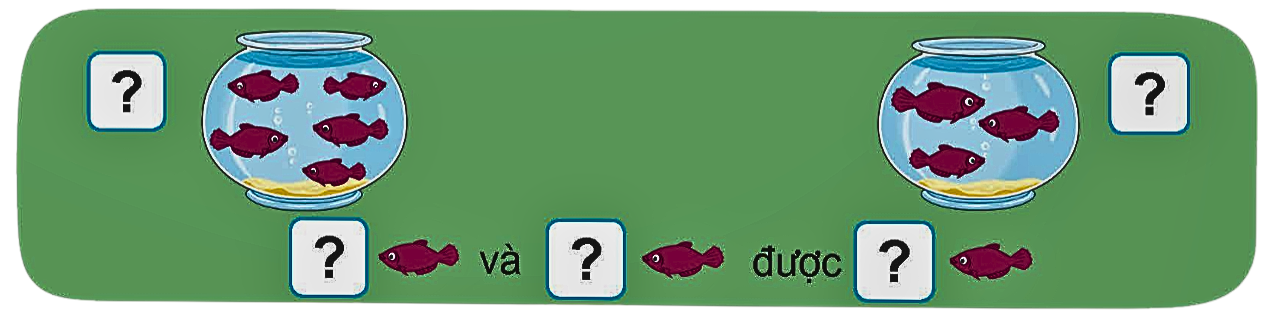 ? ?
? và ? được ?